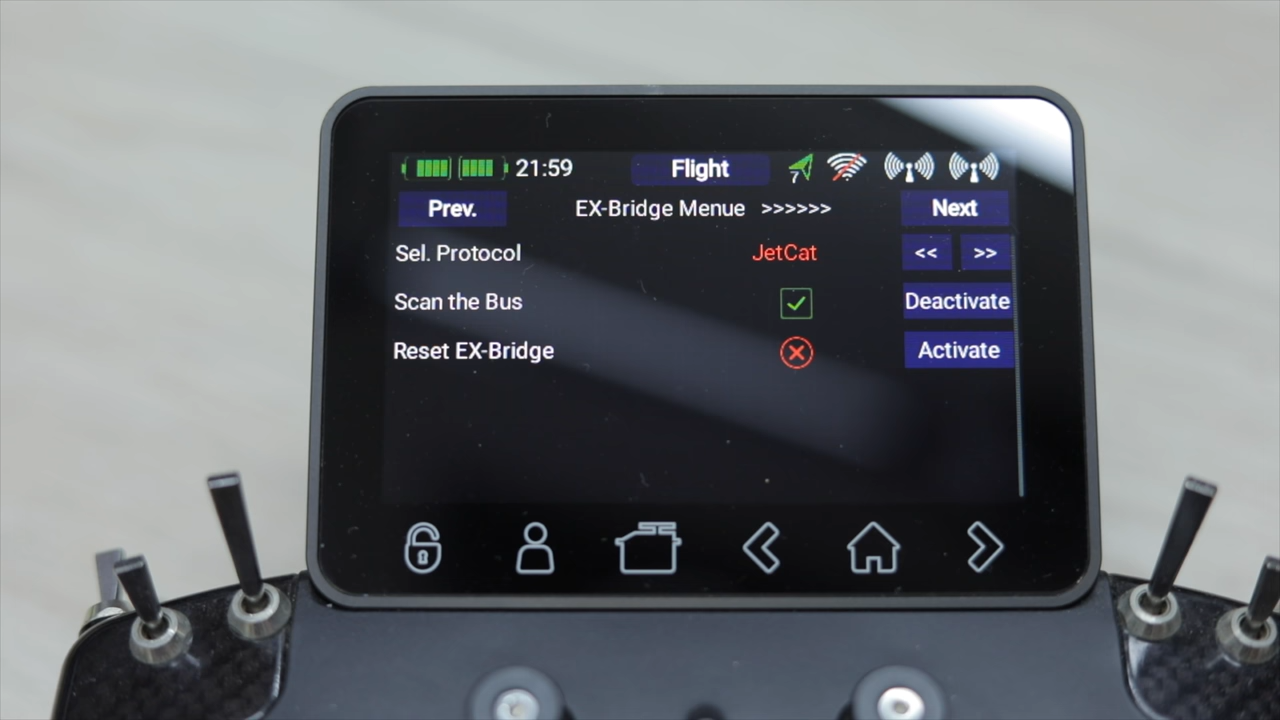 21:59 Flight 7
Prev. EX-Bridge Menue >>>>>> Next
Sel. Protocol JetCat << >>
Scan the Bus Deactivate
Reset EX-Bridge Activate